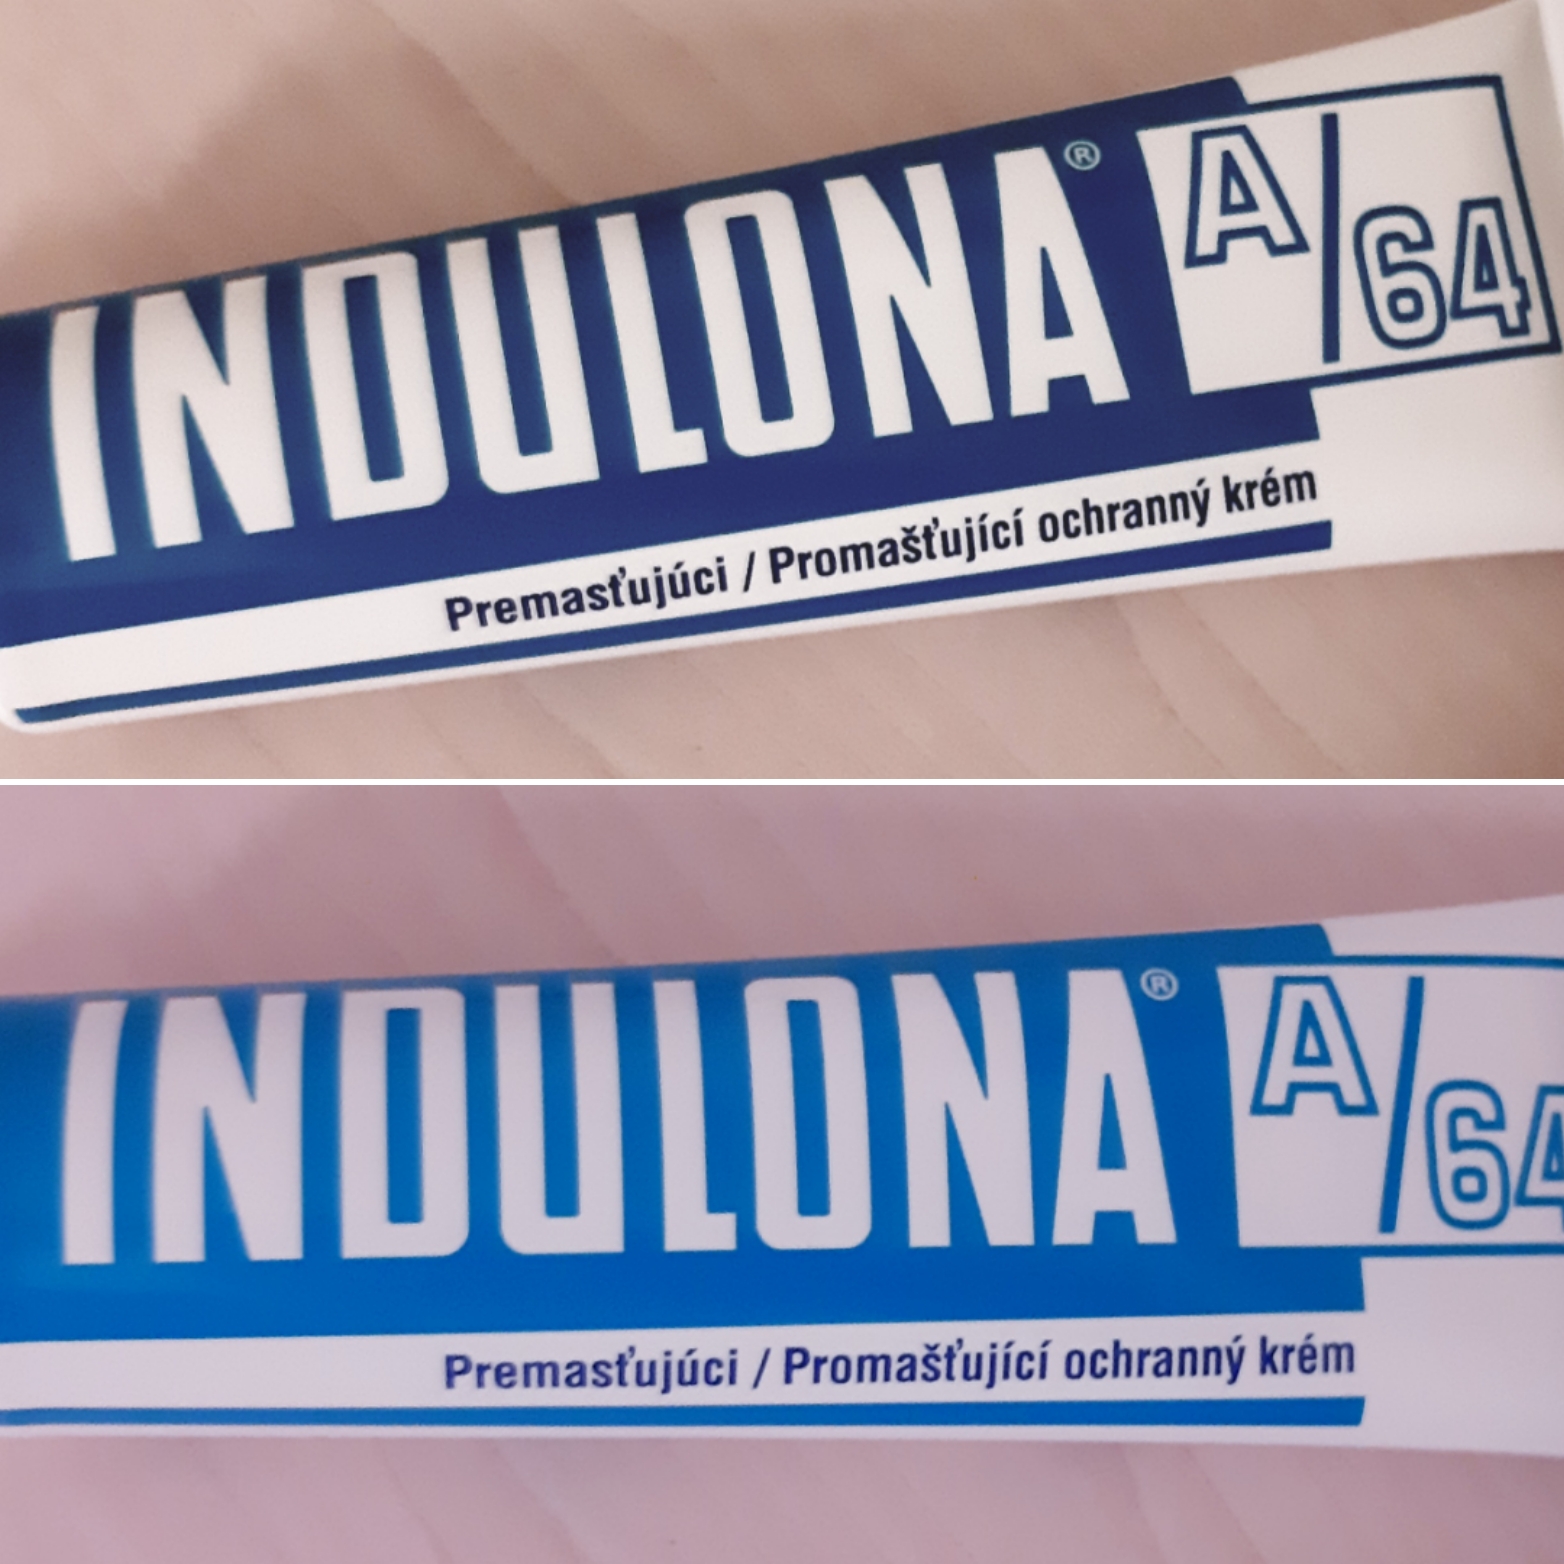 INDULONA® A/64
Premasťujúci / Promašťující ochranný krém
INDULONA® A/64
Premasťujúci / Promašťující ochranný krém